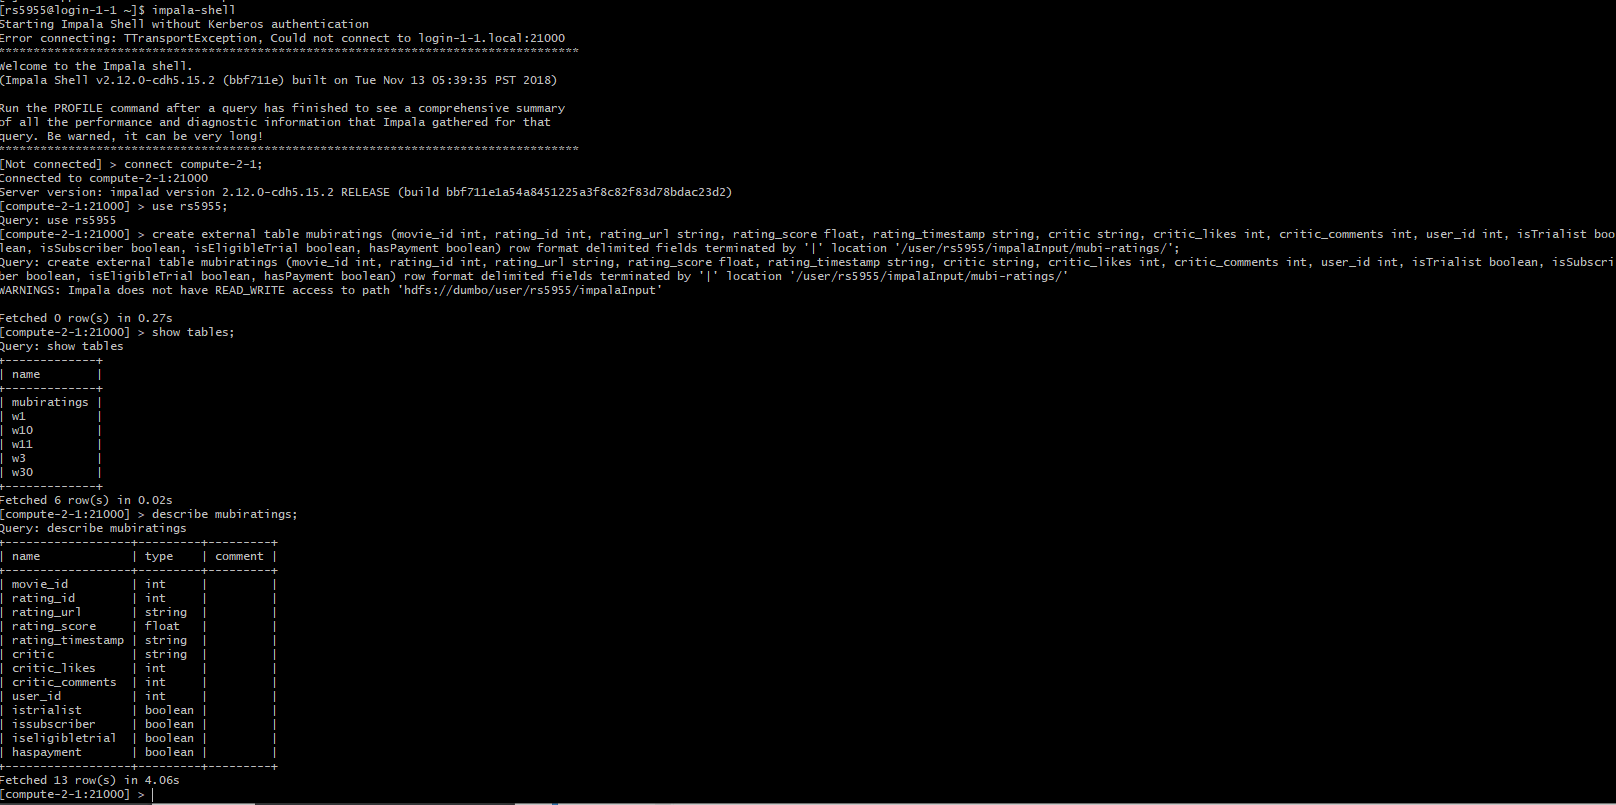 [rs5955@login-1-1 ~]$ impala-shell
Starting Impala Shell without Kerberos authentication
Error connecting: TTransportException, Could not connect to login-1-1.local:21000
***********************************************************************************
Welcome to the Impala shell.
(Impala Shell v2.12.0-cdh5.15.2 (bbf711e) built on Tue Nov 13 05:39:35 PST 2018)

Run the PROFILE command after a query has finished to see a comprehensive summary
of all the performance and diagnostic information that Impala gathered for that
query. Be warned, it can be very long!
***********************************************************************************
[Not connected] > connect compute-2-1;
Connected to compute-2-1:21000
Server version: impalad version 2.12.0-cdh5.15.2 RELEASE (build bbf711e1a54a8451225a3f8c82f83d78bdac23d2)
[compute-2-1:21000] > use rs5955;
Query: use rs5955
[compute-2-1:21000] > create external table mubiratings (movie_id int, rating_id int, rating_url string, rating_score float, rating_timestamp string, critic string, critic_likes int, critic_comments int, user_id int, isTrialist boo
lean, isSubscriber boolean, isEligibleTrial boolean, hasPayment boolean) row format delimited fields terminated by '|' location '/user/rs5955/impalaInput/mubi-ratings/';
Query: create external table mubiratings (movie_id int, rating_id int, rating_url string, rating_score float, rating_timestamp string, critic string, critic_likes int, critic_comments int, user_id int, isTrialist boolean, isSubscri
ber boolean, isEligibleTrial boolean, hasPayment boolean) row format delimited fields terminated by '|' location '/user/rs5955/impalaInput/mubi-ratings/'
WARNINGS: Impala does not have READ_WRITE access to path 'hdfs://dumbo/user/rs5955/impalaInput'

Fetched 0 row(s) in 0.27s
[compute-2-1:21000] > show tables;
Query: show tables
+-------------+
| name        |
+-------------+
| mubiratings |
| w1          |
| w10         |
| w11         |
| w3          |
| w30         |
+-------------+
Fetched 6 row(s) in 0.02s
[compute-2-1:21000] > describe mubiratings;
Query: describe mubiratings
+------------------+---------+---------+
| name             | type    | comment |
+------------------+---------+---------+
| movie_id         | int     |         |
| rating_id        | int     |         |
| rating_url       | string  |         |
| rating_score     | float   |         |
| rating_timestamp | string  |         |
| critic           | string  |         |
| critic_likes     | int     |         |
| critic_comments  | int     |         |
| user_id          | int     |         |
| istrialist       | boolean |         |
| issubscriber     | boolean |         |
| iseligibletrial  | boolean |         |
| haspayment       | boolean |         |
+------------------+---------+---------+
Fetched 13 row(s) in 4.06s
[compute-2-1:21000] >